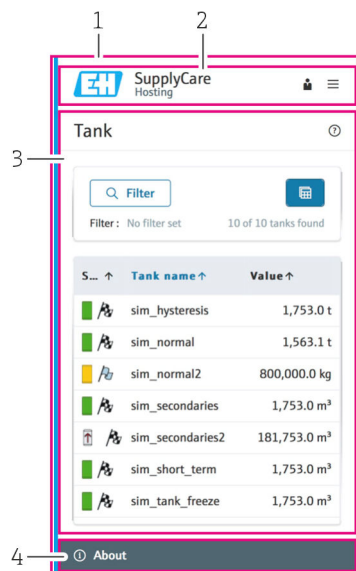 1 2
E+H SupplyCare
Hosting
Tank
3
Filter
Filter : No filter set 10 of 10 tanks found
S... ↑ Tank name ↑ Value ↑
sim_hysteresis 1,753.0 t
sim_normal 1,563.1 t
sim_normal2 800,000.0 kg
sim_secondaries 1,753.0 m³
sim_secondaries2 181,753.0 m³
sim_short_term 1,753.0 m³
sim_tank_freeze 1,753.0 m³
4 About